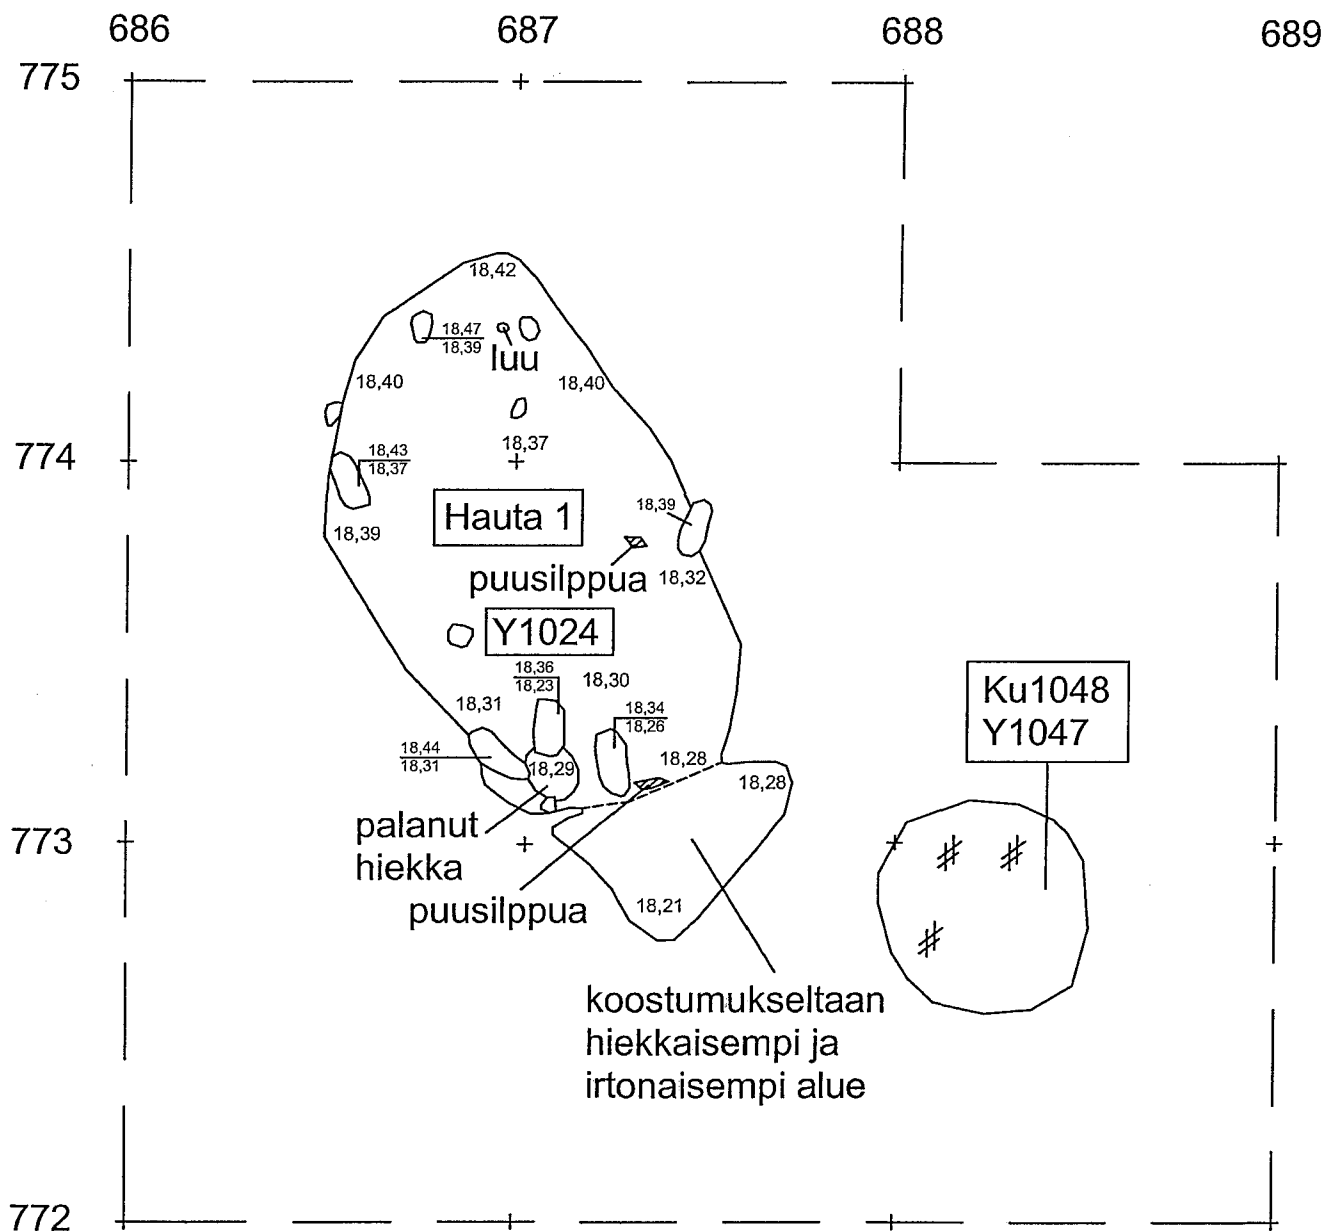 686 687 688 689
775
18,42
18,47
18,39
luu
18,40 18,40
18,37
774
18,43
18,37
18,39
Hauta 1
18,39
puusilppua
18,32
Y1024
18,36
18,23
18,30
18,31
18,34
18,26
18,44
18,31
18,29
18,28
18,28
Ku1048
Y1047
palanut
hiekka
773
puusilppua
18,21
koostumukseltaan
hiekkaisempi ja
irtonaisempi alue
772